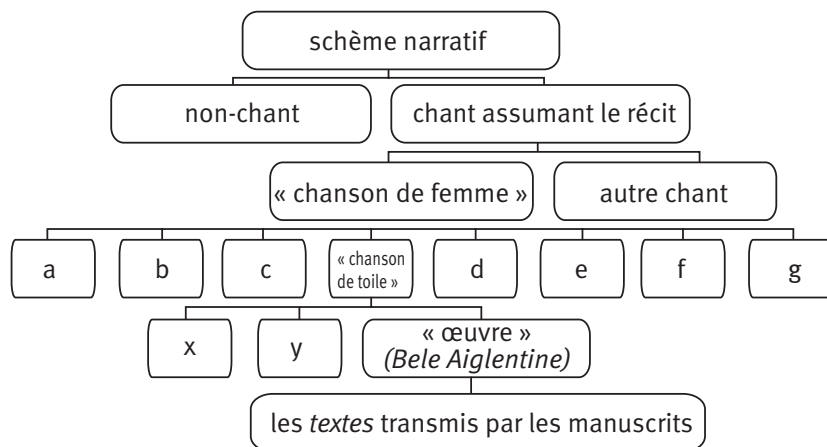 schème narratif
non-chant
chant assumant le récit
« chanson de femme »
autre chant
a
b
c
« chanson
de toile »
d
e
f
g
x
y
« œuvre »
(Bele Aiglentine)
les textes transmis par les manuscrits